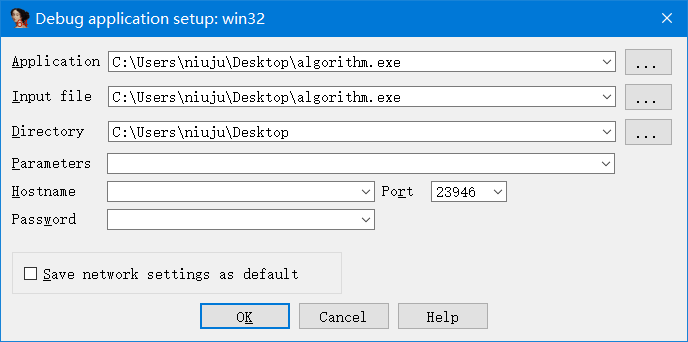 Debug application setup: win32
Application C:\Users\niuju\Desktop\algorithm.exe ...
Input file C:\Users\niuju\Desktop\algorithm.exe ...
Directory C:\Users\niuju\Desktop ...
Parameters
Hostname Port 23946
Password
Save network settings as default
OK Cancel Help